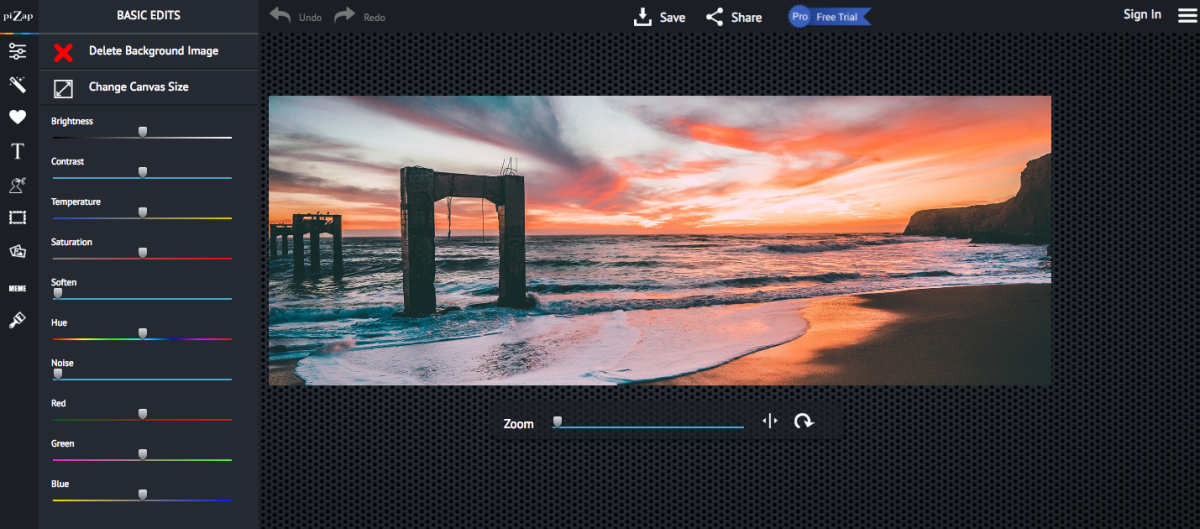 piZap
BASIC EDITS
Undo
Redo
Save
Share
Pro
Free Trial
Sign In
Delete Background Image
Change Canvas Size
Brightness
Contrast
Temperature
Saturation
Soften
Hue
MEME
Noise
Red
Green
Blue
Zoom
T